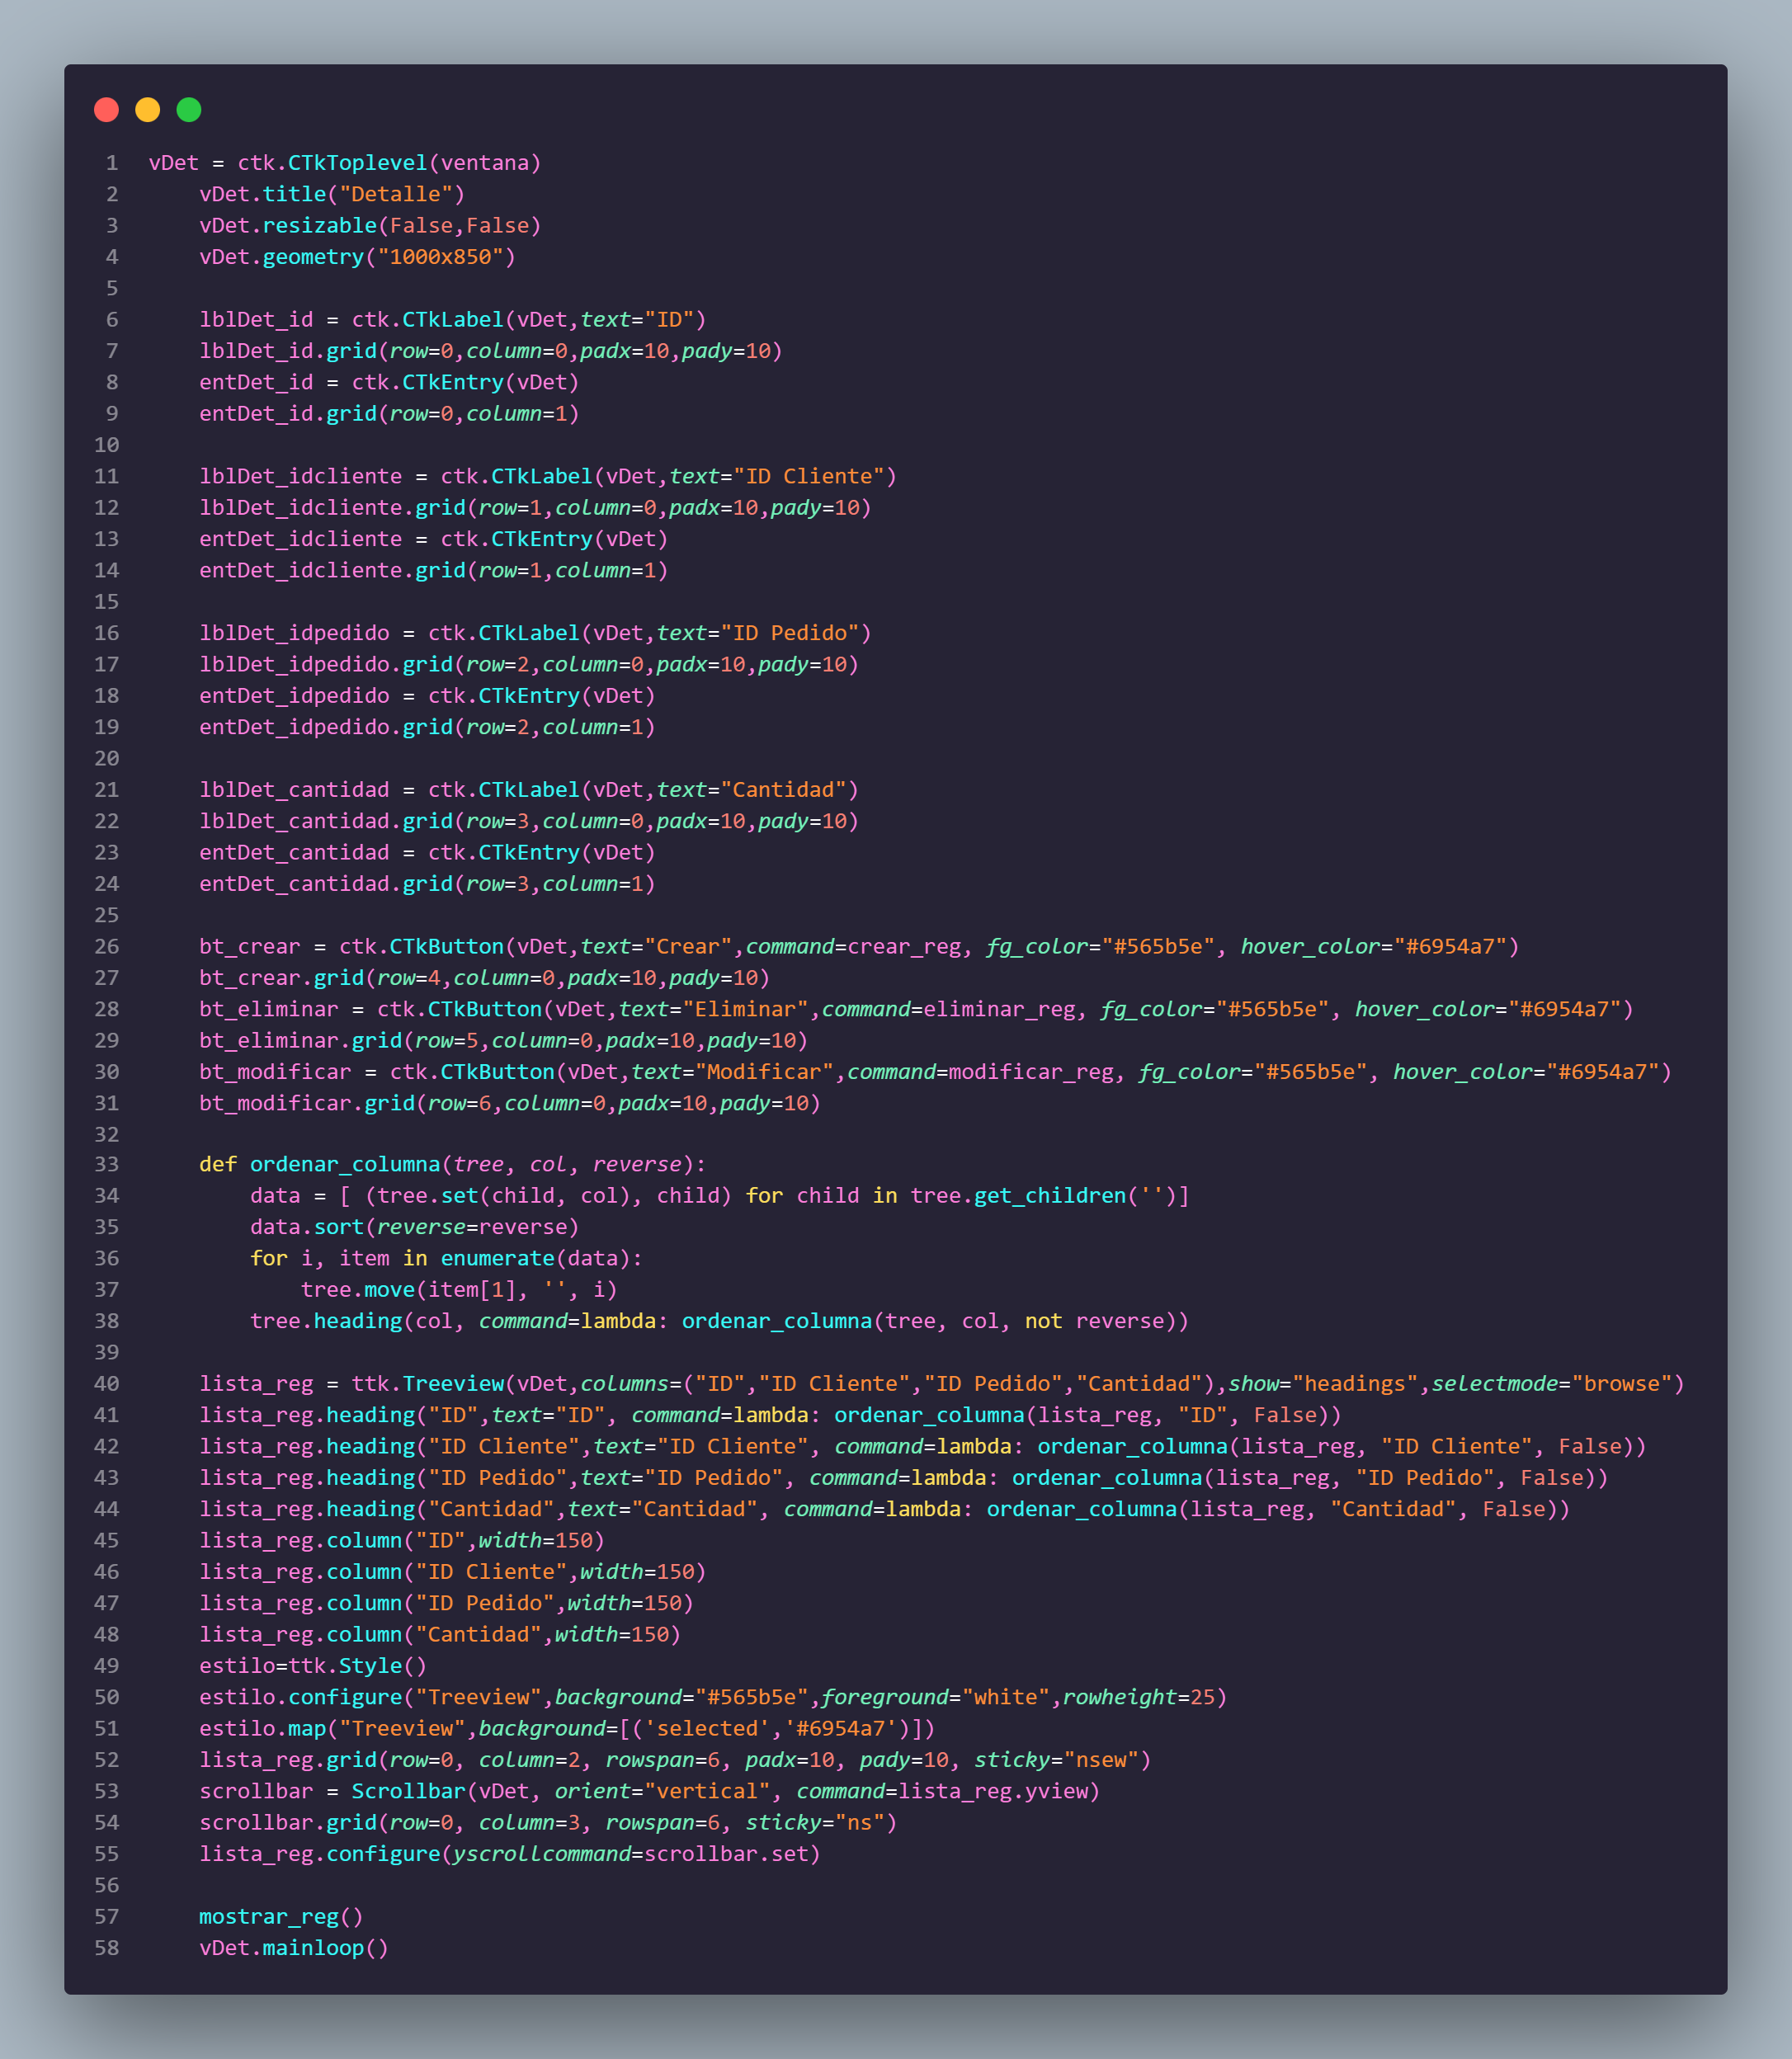 1 vDet = ctk.CTkToplevel(ventana)
2     vDet.title("Detalle")
3     vDet.resizable(False,False)
4     vDet.geometry("1000x850")
5
6     lblDet_id = ctk.CTkLabel(vDet,text="ID")
7     lblDet_id.grid(row=0,column=0,padx=10,pady=10)
8     entDet_id = ctk.CTkEntry(vDet)
9     entDet_id.grid(row=0,column=1)
10
11     lblDet_idcliente = ctk.CTkLabel(vDet,text="ID Cliente")
12     lblDet_idcliente.grid(row=1,column=0,padx=10,pady=10)
13     entDet_idcliente = ctk.CTkEntry(vDet)
14     entDet_idcliente.grid(row=1,column=1)
15
16     lblDet_idpedido = ctk.CTkLabel(vDet,text="ID Pedido")
17     lblDet_idpedido.grid(row=2,column=0,padx=10,pady=10)
18     entDet_idpedido = ctk.CTkEntry(vDet)
19     entDet_idpedido.grid(row=2,column=1)
20
21     lblDet_cantidad = ctk.CTkLabel(vDet,text="Cantidad")
22     lblDet_cantidad.grid(row=3,column=0,padx=10,pady=10)
23     entDet_cantidad = ctk.CTkEntry(vDet)
24     entDet_cantidad.grid(row=3,column=1)
25
26     bt_crear = ctk.CTkButton(vDet,text="Crear",command=crear_reg, fg_color="#565b5e", hover_color="#6954a7")
27     bt_crear.grid(row=4,column=0,padx=10,pady=10)
28     bt_eliminar = ctk.CTkButton(vDet,text="Eliminar",command=eliminar_reg, fg_color="#565b5e", hover_color="#6954a7")
29     bt_eliminar.grid(row=5,column=0,padx=10,pady=10)
30     bt_modificar = ctk.CTkButton(vDet,text="Modificar",command=modificar_reg, fg_color="#565b5e", hover_color="#6954a7")
31     bt_modificar.grid(row=6,column=0,padx=10,pady=10)
32
33     def ordenar_columna(tree, col, reverse):
34         data = [ (tree.set(child, col), child) for child in tree.get_children('')]
35         data.sort(reverse=reverse)
36         for i, item in enumerate(data):
37             tree.move(item[1], '', i)
38         tree.heading(col, command=lambda: ordenar_columna(tree, col, not reverse))
39
40     lista_reg = ttk.Treeview(vDet,columns=("ID","ID Cliente","ID Pedido","Cantidad"),show="headings",selectmode="browse")
41     lista_reg.heading("ID",text="ID", command=lambda: ordenar_columna(lista_reg, "ID", False))
42     lista_reg.heading("ID Cliente",text="ID Cliente", command=lambda: ordenar_columna(lista_reg, "ID Cliente", False))
43     lista_reg.heading("ID Pedido",text="ID Pedido", command=lambda: ordenar_columna(lista_reg, "ID Pedido", False))
44     lista_reg.heading("Cantidad",text="Cantidad", command=lambda: ordenar_columna(lista_reg, "Cantidad", False))
45     lista_reg.column("ID",width=150)
46     lista_reg.column("ID Cliente",width=150)
47     lista_reg.column("ID Pedido",width=150)
48     lista_reg.column("Cantidad",width=150)
49     estilo=ttk.Style()
50     estilo.configure("Treeview",background="#565b5e",foreground="white",rowheight=25)
51     estilo.map("Treeview",background=[('selected','#6954a7')])
52     lista_reg.grid(row=0, column=2, rowspan=6, padx=10, pady=10, sticky="nsew")
53     scrollbar = Scrollbar(vDet, orient="vertical", command=lista_reg.yview)
54     scrollbar.grid(row=0, column=3, rowspan=6, sticky="ns")
55     lista_reg.configure(yscrollcommand=scrollbar.set)
56
57     mostrar_reg()
58     vDet.mainloop()